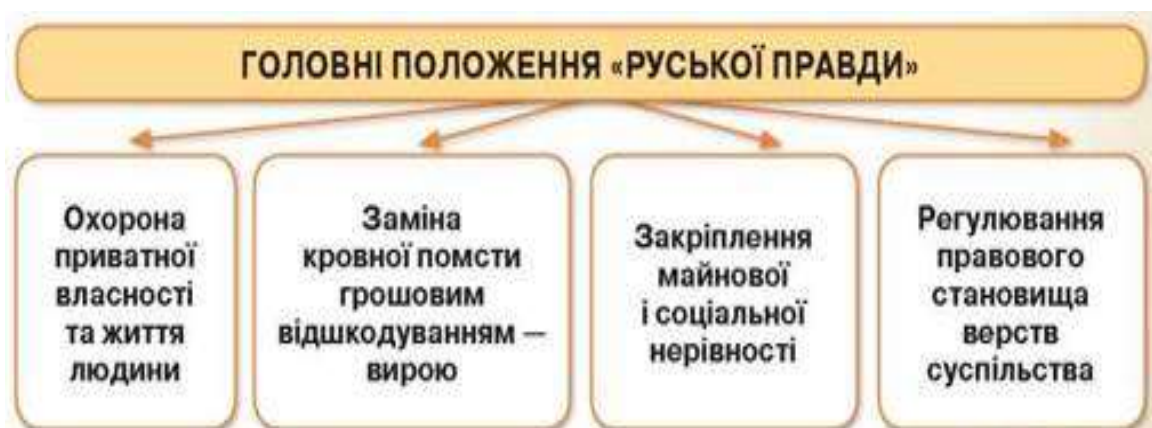 ГОЛОВНІ ПОЛОЖЕННЯ «РУСЬКОЇ ПРАВДИ»
Охорона
приватної
власності
та життя
людини
Заміна
кровної помсти
грошовим
відшкодуванням —
вирою
Закріплення
майнової
і соціальної
нерівності
Регулювання
правового
становища
верств
суспільства